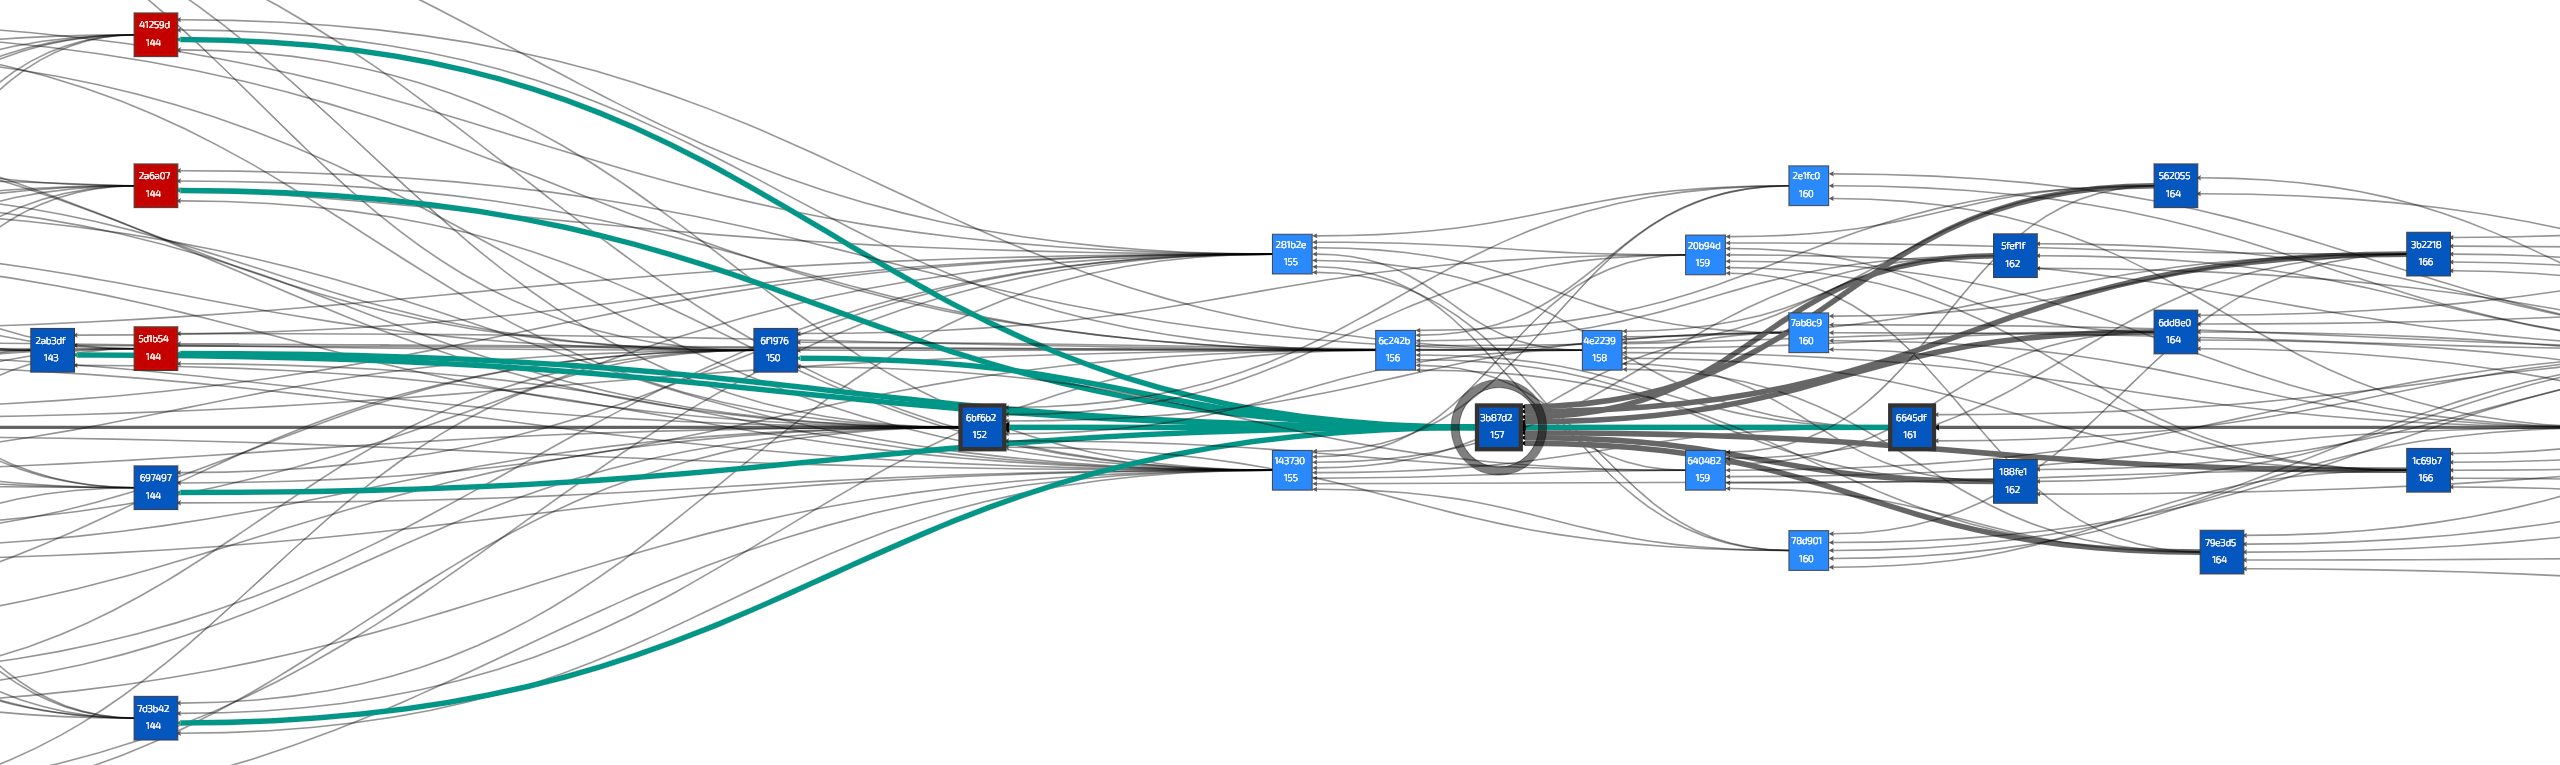 41259d
144
2a6a07
144
2ab3df
143
5d1b54
144
697497
144
7d3b42
144
6f1976
150
6bf6b2
152
281b2e
155
143730
155
6c242b
156
3b87d2
157
4e2239
158
20b94d
159
640482
159
2e1fc0
160
7ab8c9
160
78d901
160
6645df
161
5fef1f
162
188fe1
162
562055
164
6dd8e0
164
79e3d5
164
3b2218
166
1c69b7
166